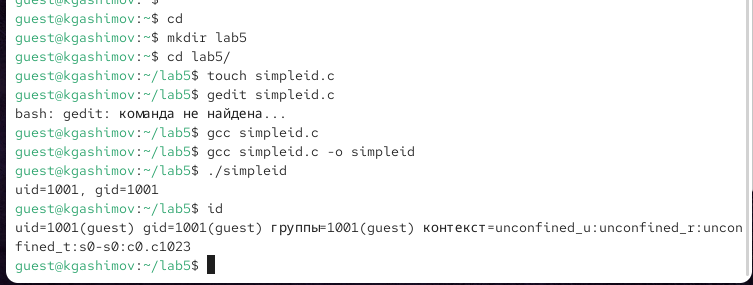 guest@kgashimov:~$
guest@kgashimov:~$ cd
guest@kgashimov:~$ mkdir lab5
guest@kgashimov:~$ cd lab5/
guest@kgashimov:~/lab5$ touch simpleid.c
guest@kgashimov:~/lab5$ gedit simpleid.c
bash: gedit: команда не найдена...
guest@kgashimov:~/lab5$ gcc simpleid.c
guest@kgashimov:~/lab5$ gcc simpleid.c -o simpleid
guest@kgashimov:~/lab5$ ./simpleid
uid=1001, gid=1001
guest@kgashimov:~/lab5$ id
uid=1001(guest) gid=1001(guest) группы=1001(guest) контекст=unconfined_u:unconfined_r:uncon
fined_t:s0-s0:c0.c1023
guest@kgashimov:~/lab5$